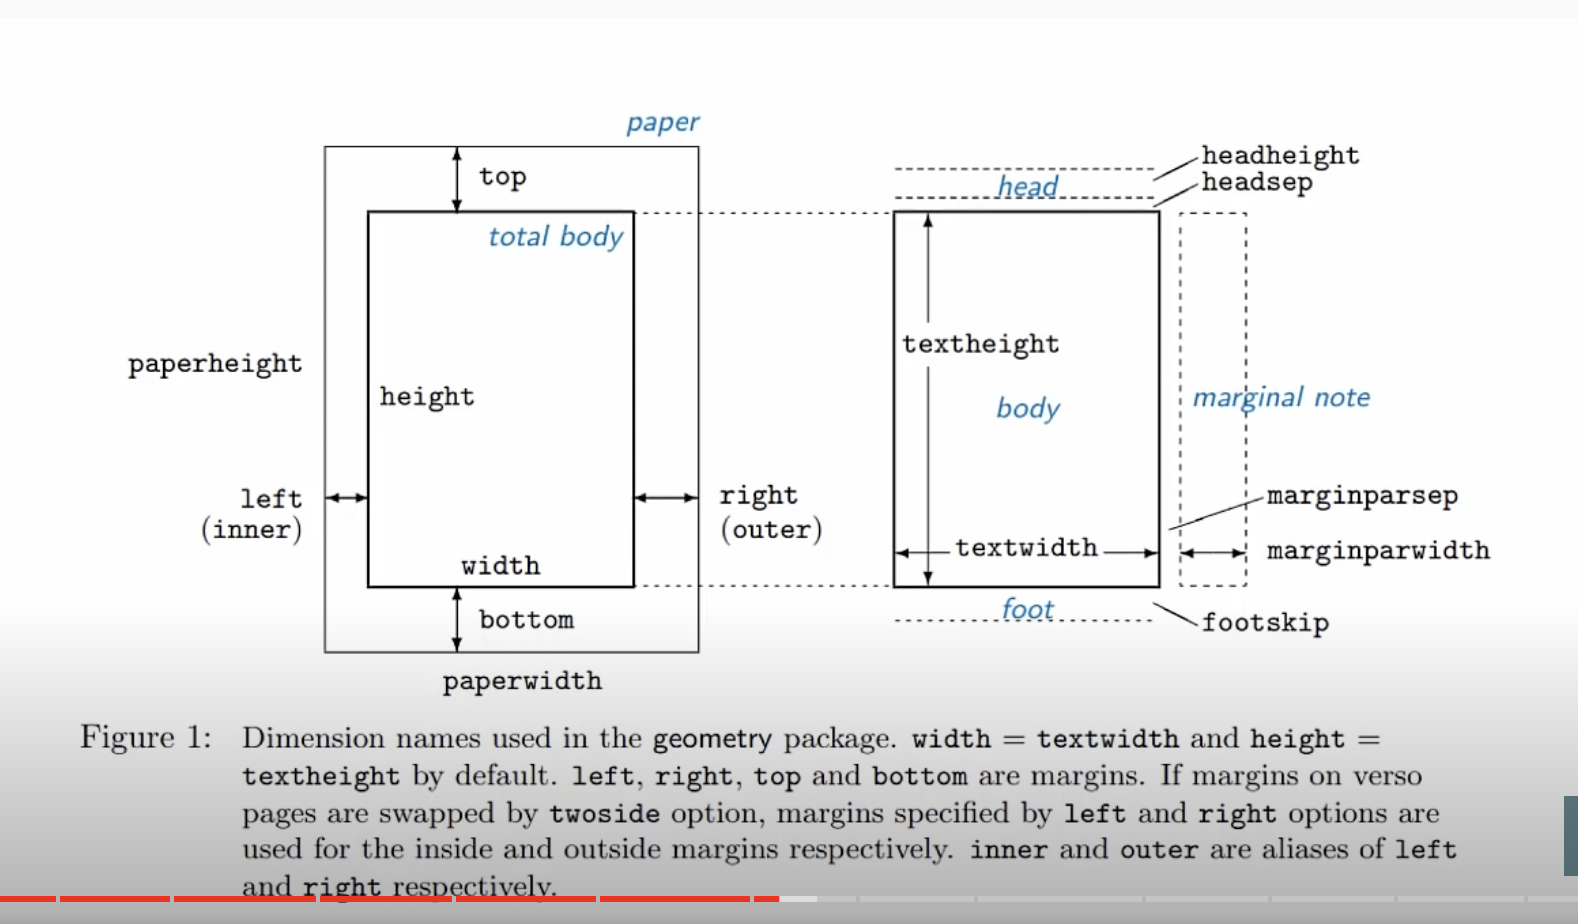 paper
top
total body
paperheight
height
left
(inner)
right
(outer)
width
bottom
paperwidth
headheight
head
headsep
textheight
body
marginal note
marginparsep
textwidth
marginparwidth
foot
footskip
Figure 1: Dimension names used in the geometry package. width = textwidth and height =
textheight by default. left, right, top and bottom are margins. If margins on verso
pages are swapped by twoside option, margins specified by left and right options are
used for the inside and outside margins respectively. inner and outer are aliases of left
and right respectively.